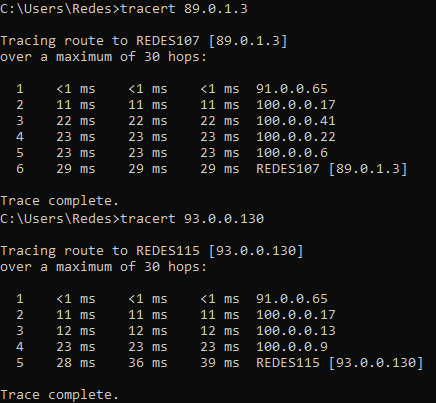 C:\Users\Redes>tracert 89.0.1.3
Tracing route to REDES107 [89.0.1.3]
over a maximum of 30 hops:
1 <1 ms <1 ms <1 ms 91.0.0.65
2 11 ms 11 ms 11 ms 100.0.0.17
3 22 ms 22 ms 22 ms 100.0.0.41
4 23 ms 23 ms 23 ms 100.0.0.22
5 23 ms 23 ms 23 ms 100.0.0.6
6 29 ms 29 ms 29 ms REDES107 [89.0.1.3]
Trace complete.
C:\Users\Redes>tracert 93.0.0.130
Tracing route to REDES115 [93.0.0.130]
over a maximum of 30 hops:
1 <1 ms <1 ms <1 ms 91.0.0.65
2 11 ms 11 ms 11 ms 100.0.0.17
3 12 ms 12 ms 12 ms 100.0.0.13
4 23 ms 23 ms 23 ms 100.0.0.9
5 28 ms 36 ms 39 ms REDES115 [93.0.0.130]
Trace complete.